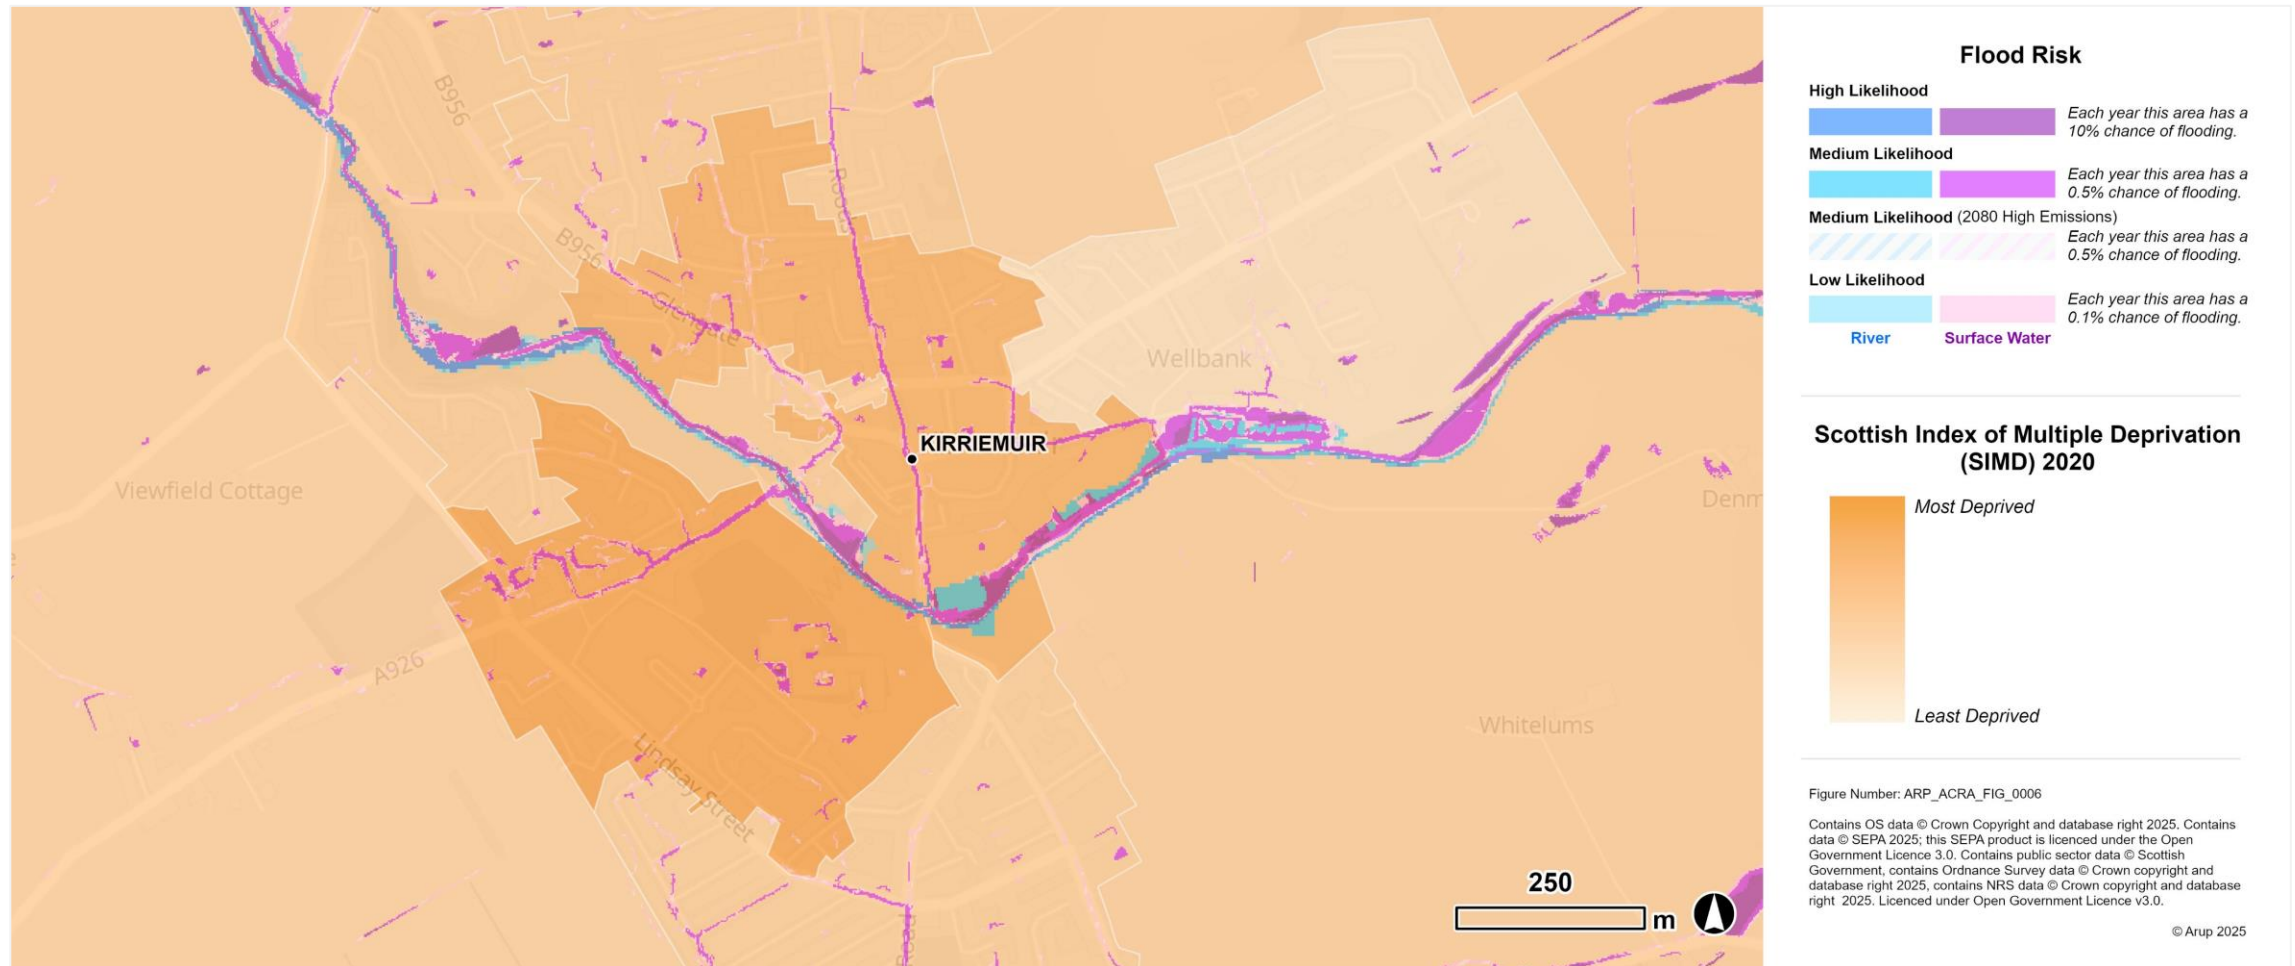 B956
B956
Roods
Glengate
KIRRIEMUIR
Wellbank
Viewfield Cottage
Denm
A926
Lindsay Street
Whitelums
250
m
Flood Risk
High Likelihood
Each year this area has a
10% chance of flooding.
Medium Likelihood
Each year this area has a
0.5% chance of flooding.
Medium Likelihood (2080 High Emissions)
Each year this area has a
0.5% chance of flooding.
Low Likelihood
Each year this area has a
0.1% chance of flooding.
River Surface Water
Scottish Index of Multiple Deprivation
(SIMD) 2020
Most Deprived
Least Deprived
Figure Number: ARP_ACRA_FIG_0006
Contains OS data © Crown Copyright and database right 2025. Contains
data © SEPA 2025; this SEPA product is licenced under the Open
Government Licence 3.0. Contains public sector data © Scottish
Government, contains Ordnance Survey data © Crown copyright and
database right 2025, contains NRS data © Crown copyright and database
right 2025. Licenced under Open Government Licence v3.0.
© Arup 2025